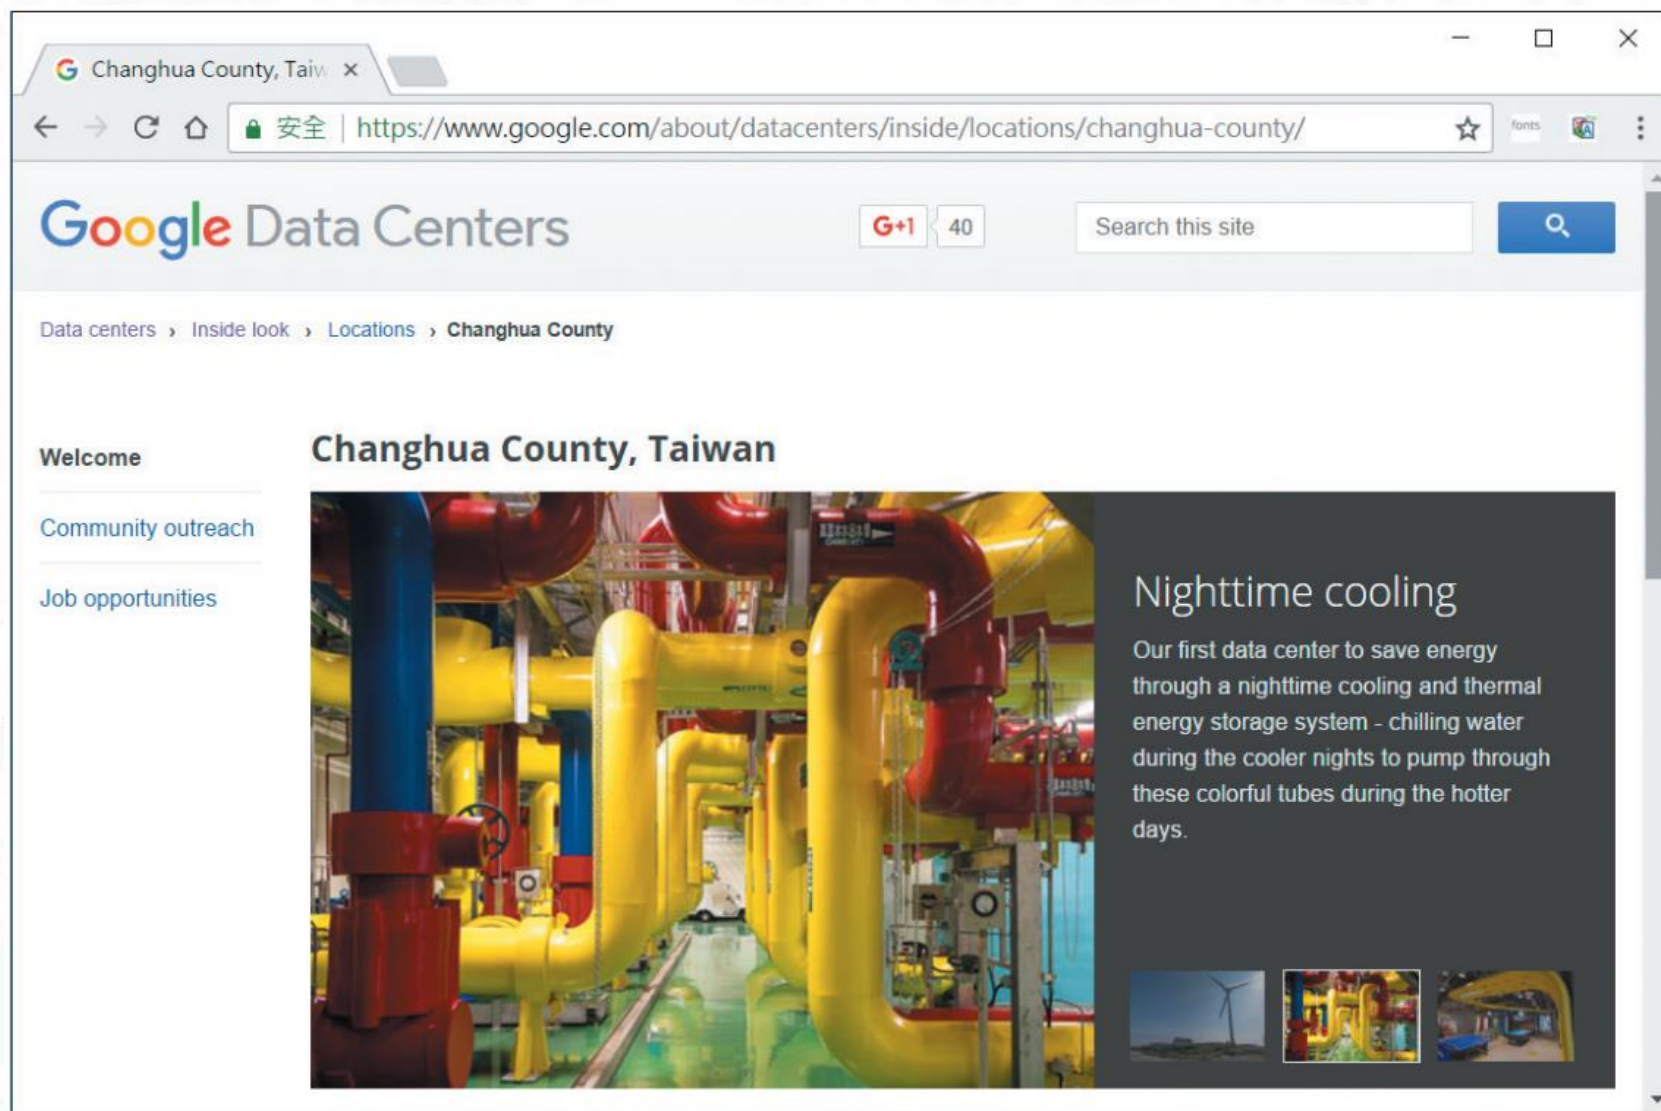 Changhua County, Taiw
安全 | https://www.google.com/about/datacenters/inside/locations/changhua-county/
fonts
Google Data Centers
G+1 40
Search this site
Data centers › Inside look › Locations › Changhua County
Welcome
Community outreach
Job opportunities
Changhua County, Taiwan
Nighttime cooling
Our first data center to save energy
through a nighttime cooling and thermal
energy storage system - chilling water
during the cooler nights to pump through
these colorful tubes during the hotter
days.